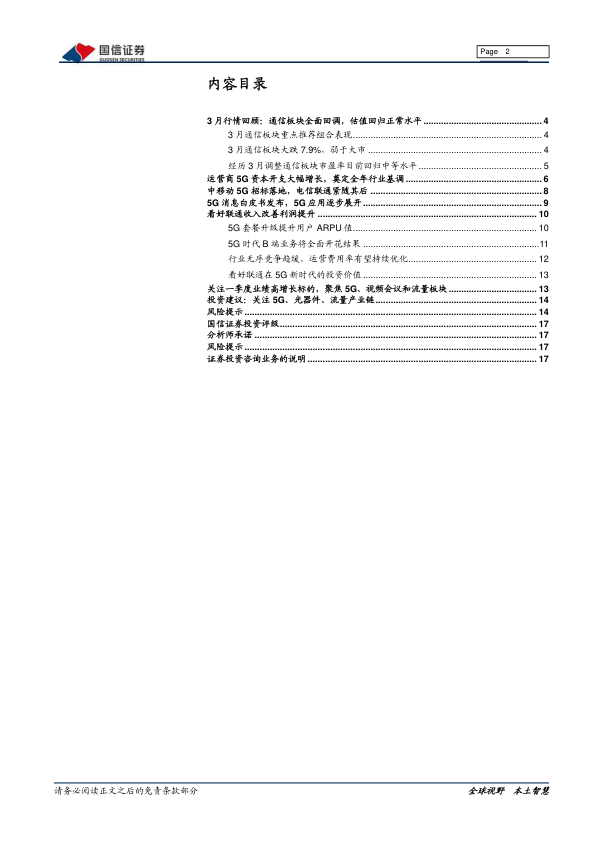 国信证券
GUOSEN SECURITIES
Page 2
内容目录
3 月行情回顾：通信板块全面回调，估值回归正常水平 ............................................ 4
3 月通信板块重点推荐组合表现.................................................................. 4
3 月通信板块大跌 7.9%、弱于大市 ............................................................. 4
经历 3 月调整通信板块市盈率目前回归中等水平 ............................................ 5
运营商 5G 资本开支大幅增长，奠定全年行业基调 .................................................. 6
中移动 5G 招标落地，电信联通紧随其后 .............................................................. 8
5G 消息白皮书发布，5G 应用逐步展开 ................................................................. 9
看好联通收入改善利润提升 ................................................................................ 10
5G 套餐升级提升用户 ARPU 值................................................................. 10
5G 时代 B 端业务将全面开花结果 ............................................................... 11
行业无序竞争趋缓，运营费用率有望持续优化.............................................. 12
看好联通在 5G 新时代的投资价值 .............................................................. 13
关注一季度业绩高增长标的，聚焦 5G、视频会议和流量板块 ................................. 13
投资建议：关注 5G、光器件、流量产业链............................................................ 14
风险提示 ............................................................................................................ 14
国信证券投资评级............................................................................................... 17
分析师承诺 ......................................................................................................... 17
风险提示 ............................................................................................................ 17
证券投资咨询业务的说明 .................................................................................... 17
请务必阅读正文之后的免责条款部分
全球视野 本土智慧